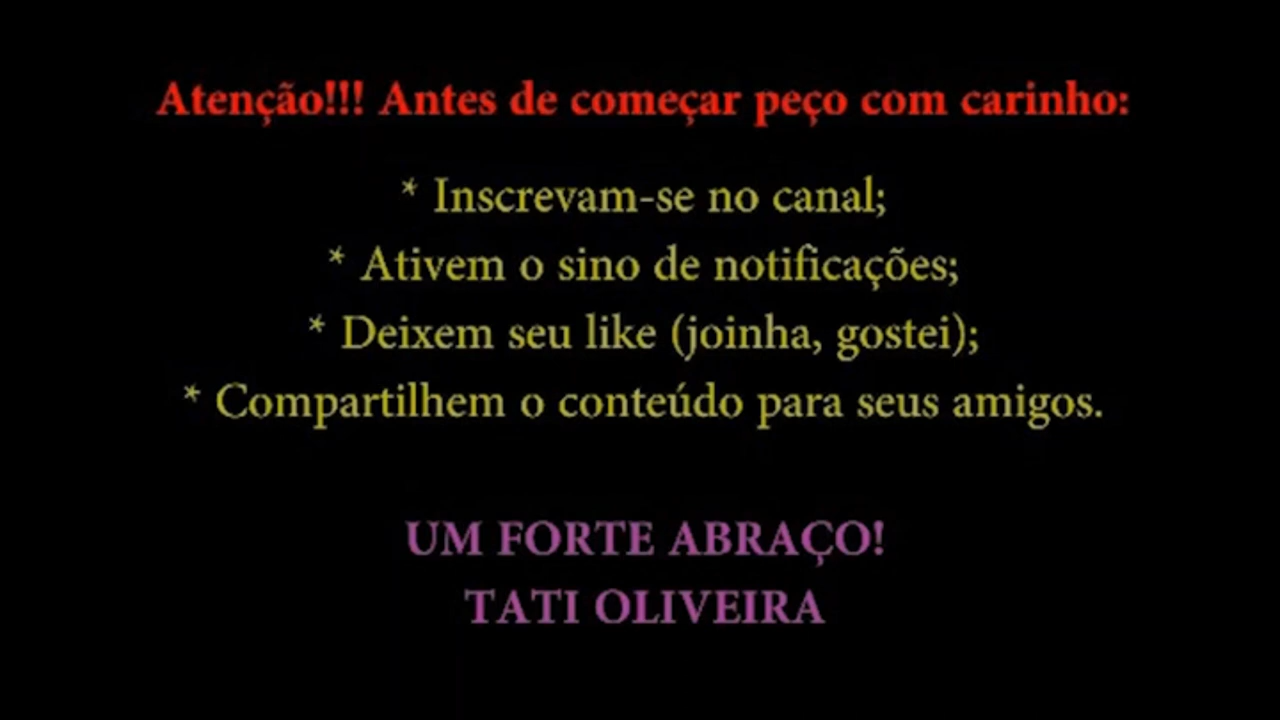 Atenção!!! Antes de começar peço com carinho:
* Inscrevam-se no canal;
* Ativem o sino de notificações;
* Deixem seu like (joinha, gostei);
* Compartilhem o conteúdo para seus amigos.
UM FORTE ABRAÇO!
TATI OLIVEIRA